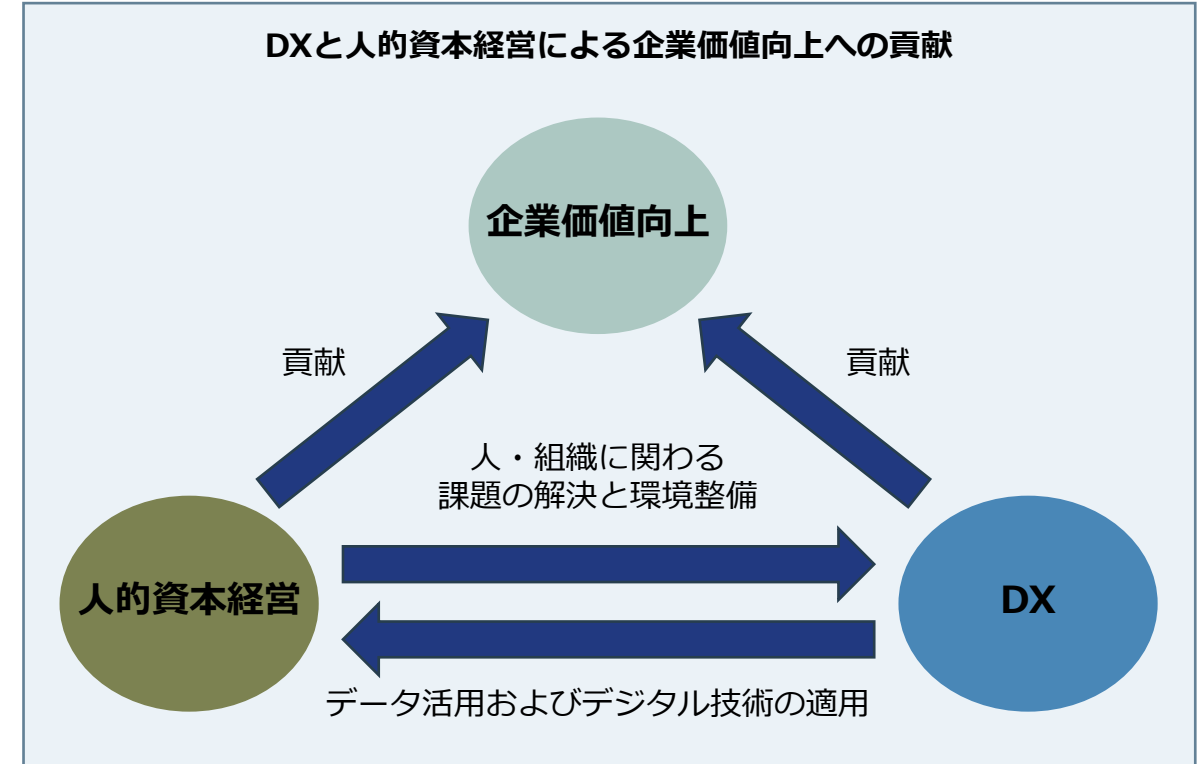 DXと人的資本経営による企業価値向上への貢献
企業価値向上
貢献
貢献
人・組織に関わる
課題の解決と環境整備
人的資本経営
DX
データ活用およびデジタル技術の適用